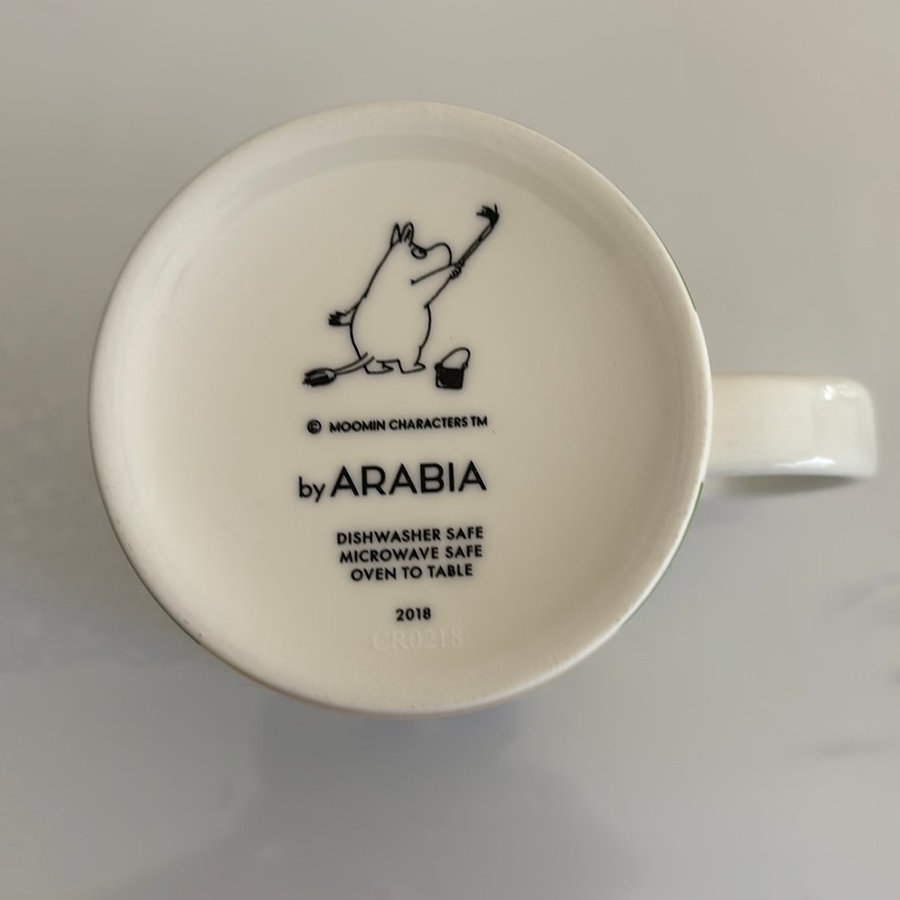 © MOOMIN CHARACTERS TM
by ARABIA
DISHWASHER SAFE
MICROWAVE SAFE
OVEN TO TABLE
2018
CR0218